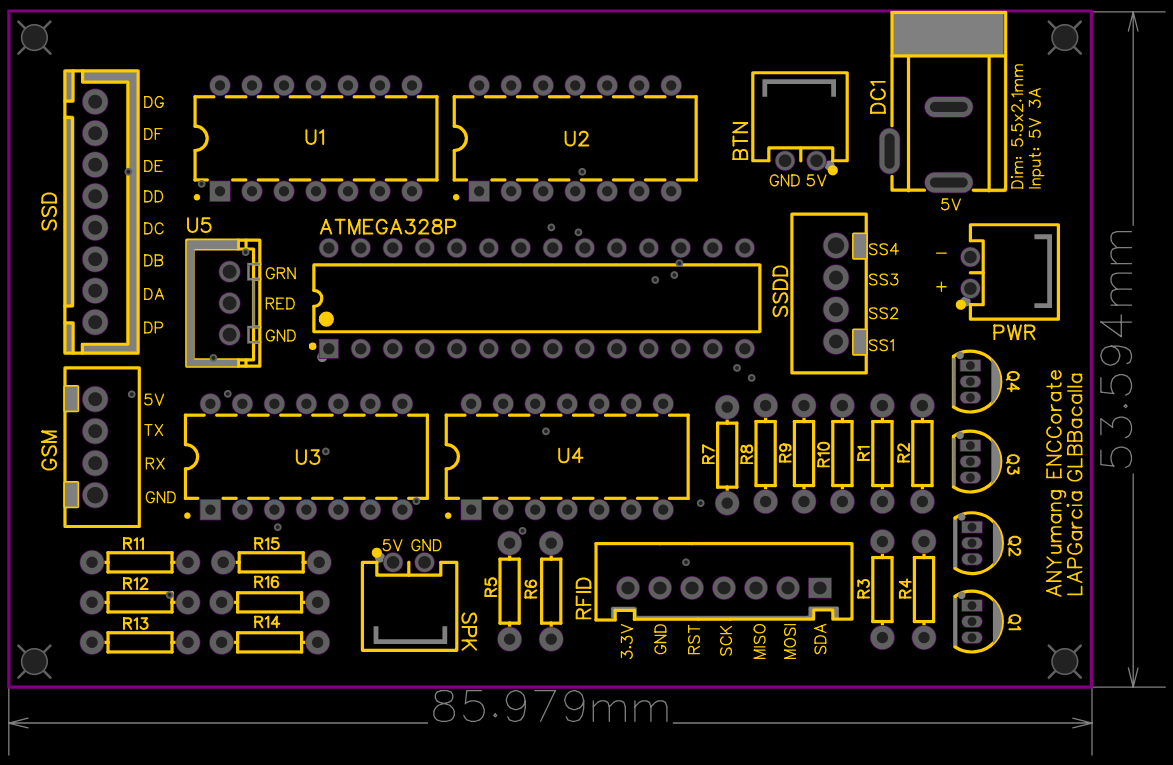 SSD
DG
DF
DE
DD
DC
DB
DA
DP
U1
U2
BTN
GND 5V
DC1
Dim: 5.5x2.1mm
Input: 5V 3A
5V
U5
GRN
RED
GND
ATMEGA328P
SSDD
SS4
SS3
SS2
SS1
–
+
PWR
GSM
5V
TX
RX
GND
U3
U4
R7
R8
R9
R10
R1
R2
Q4
Q3
Q2
Q1
ANYumang ENCCorate
LAPGarcia GLBBacalla
R11
R12
R13
R15
R16
R14
5V GND
SPK
R5
R6
RFID
3.3V
GND
RST
SCK
MISO
MOSI
SDA
R3
R4
53.594mm
85.979mm